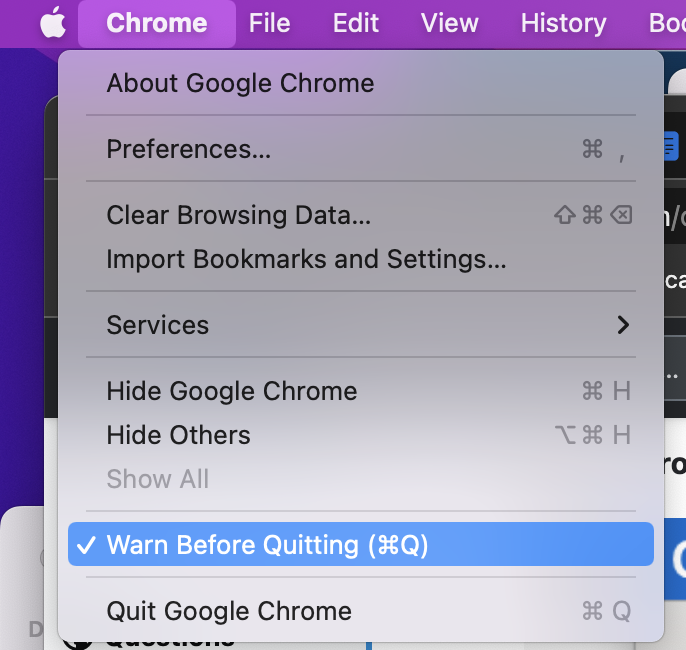 Chrome File Edit View History
About Google Chrome
Preferences... ⌘ ,
Clear Browsing Data... ⇧⌘⌫
Import Bookmarks and Settings...
Services
Hide Google Chrome ⌘ H
Hide Others ⌥⌘ H
Show All
✓ Warn Before Quitting (⌘Q)
Quit Google Chrome ⌘ Q